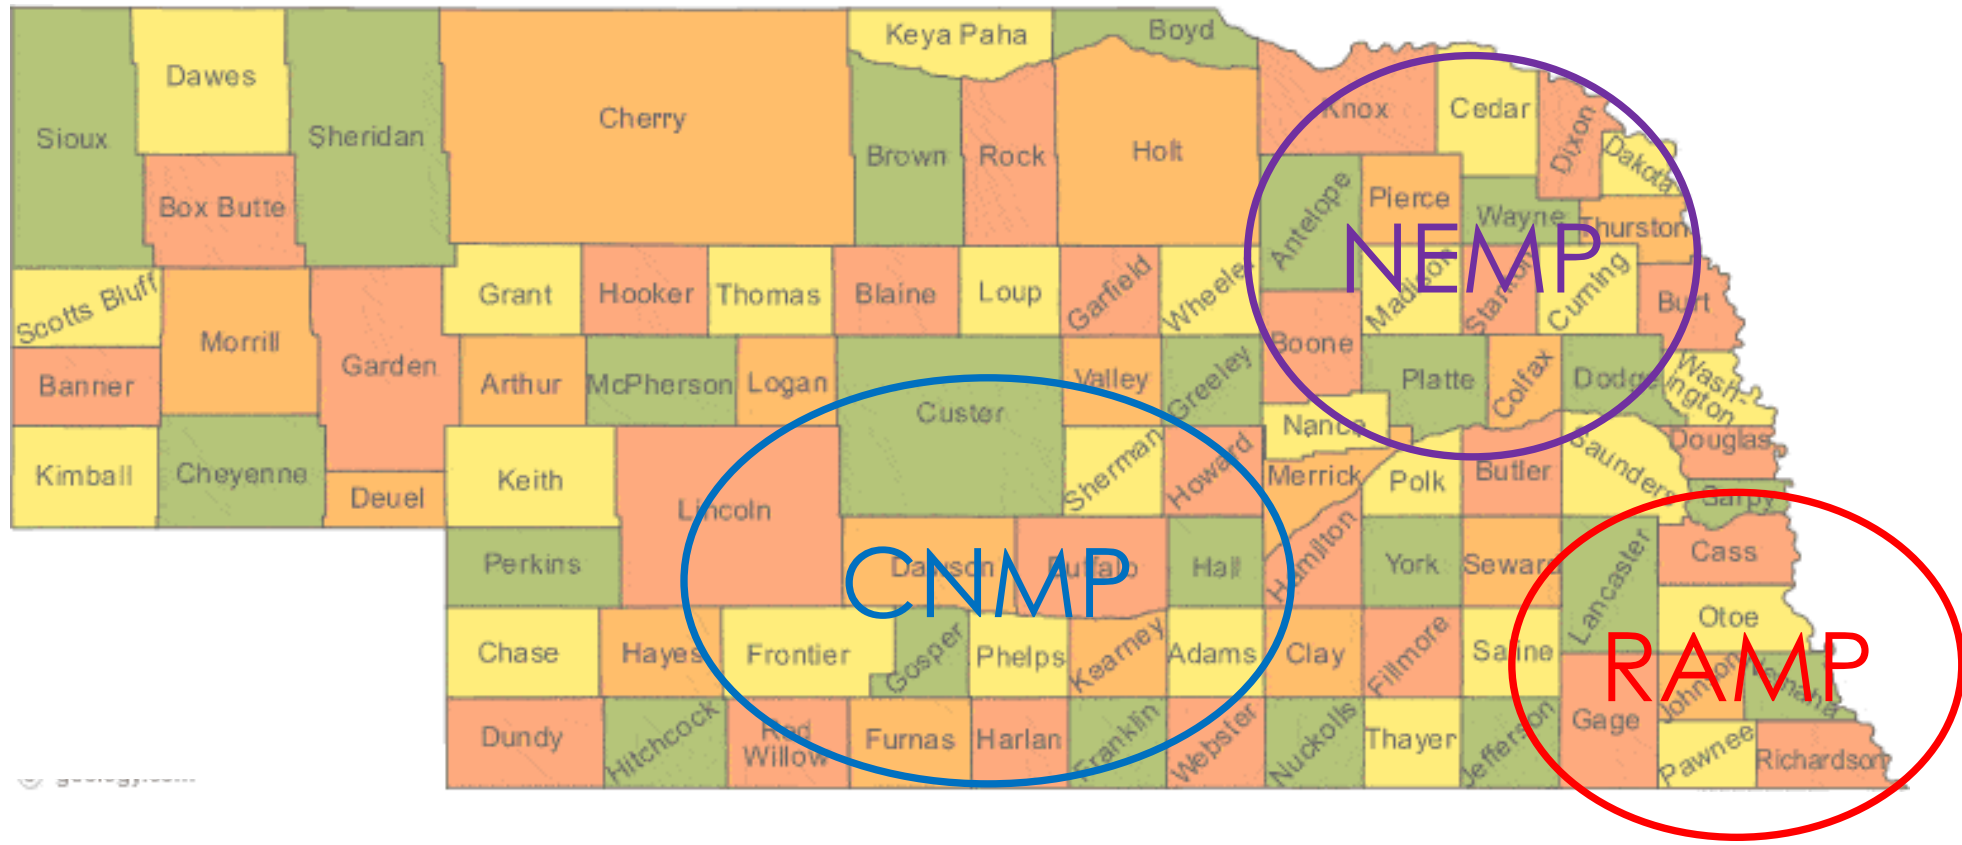 Keya Paha
Boyd
Dawes
Sioux
Sheridan
Cherry
Brown
Rock
Holt
Knox
Cedar
Dixon
Dakota
Box Butte
Antelope
Pierce
Wayne
Thurston
NEMP
Scotts Bluff
Morrill
Garden
Grant
Hooker
Thomas
Blaine
Loup
Garfield
Wheeler
Madison
Stanton
Cuming
Burt
Boone
Banner
Arthur
McPherson
Logan
Custer
Valley
Greeley
Platte
Colfax
Dodge
Wash-
ington
Nance
Douglas
Kimball
Cheyenne
Deuel
Keith
Lincoln
Sherman
Howard
Merrick
Polk
Butler
Saunders
Sarpy
Perkins
Dawson
Buffalo
CNMP
Hall
Hamilton
York
Seward
Lancaster
Cass
Otoe
Chase
Hayes
Frontier
Gosper
Phelps
Kearney
Adams
Clay
Fillmore
Saline
RAMP
Johnson
Nemaha
Dundy
Hitchcock
Red
Willow
Furnas
Harlan
Franklin
Webster
Nuckolls
Thayer
Jefferson
Gage
Pawnee
Richardson